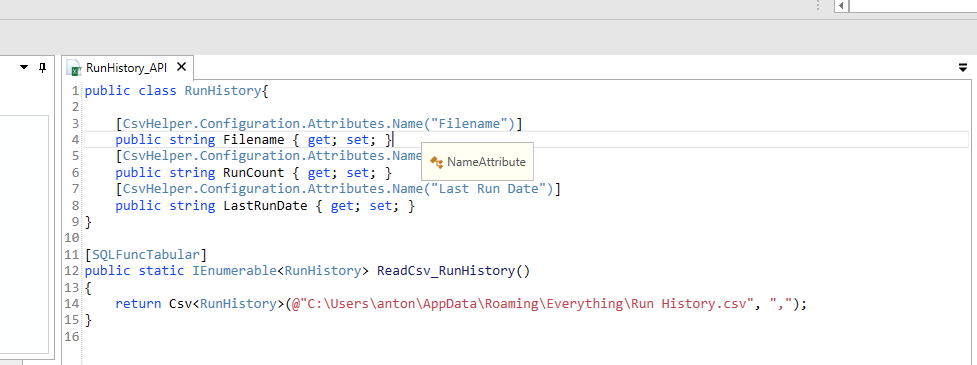 RunHistory_API
1 public class RunHistory{
2
3 [CsvHelper.Configuration.Attributes.Name("Filename")]
4 public string Filename { get; set; }
5 [CsvHelper.Configuration.Attributes.Name
NameAttribute
6 public string RunCount { get; set; }
7 [CsvHelper.Configuration.Attributes.Name("Last Run Date")]
8 public string LastRunDate { get; set; }
9 }
10
11 [SQLFuncTabular]
12 public static IEnumerable<RunHistory> ReadCsv_RunHistory()
13 {
14 return Csv<RunHistory>(@"C:\Users\anton\AppData\Roaming\Everything\Run History.csv", ",");
15 }
16